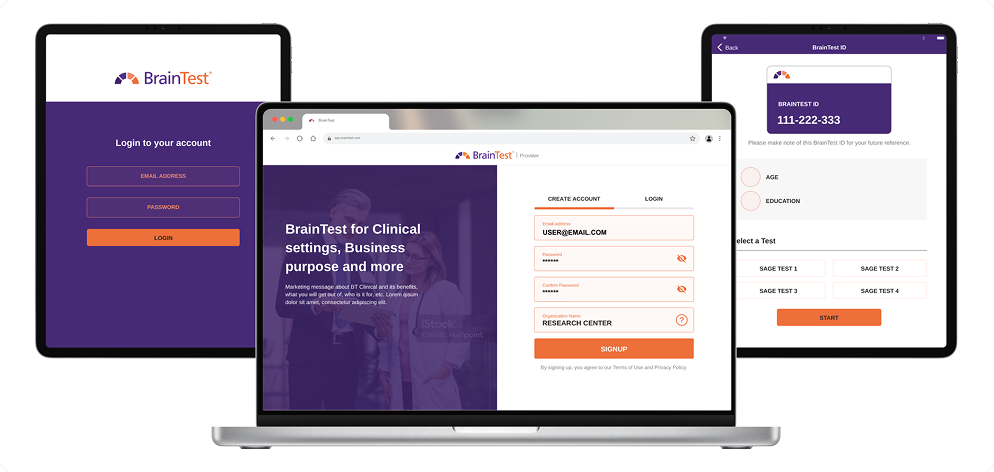 BrainTest®
Login to your account
EMAIL ADDRESS
PASSWORD
LOGIN
BrainTest
app.braintest.com
BrainTest® | Provider
BrainTest for Clinical
settings, Business
purpose and more
Marketing message about BT Clinical and its benefits,
what you will get out of, who is it for, etc. Lorem ipsum
dolor sit amet, consectetur adipiscing elit.
iStock
Credit: Hailpoint
CREATE ACCOUNT
LOGIN
Email address
USER@EMAIL.COM
Password
******
Confirm Password
******
Organization Name
RESEARCH CENTER
?
SIGNUP
By signing up, you agree to our Terms of Use and Privacy Policy.
Back
BrainTest ID
BRAINTEST ID
111-222-333
Please make note of this BrainTest ID for your future reference.
AGE
EDUCATION
elect a Test
SAGE TEST 1
SAGE TEST 2
SAGE TEST 3
SAGE TEST 4
START